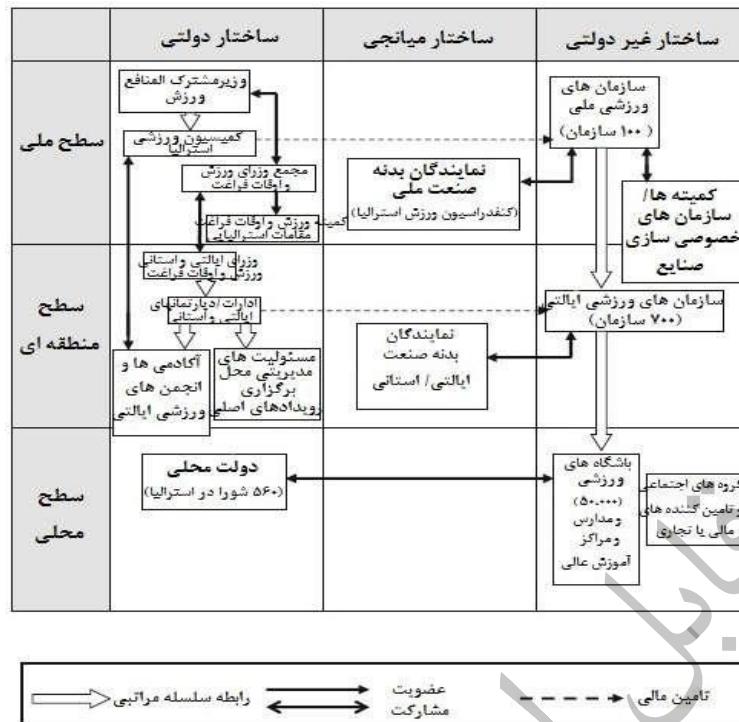 ساختار دولتی
ساختار میانجی
ساختار غیر دولتی
سطح ملی
وزیرمشترک المنافع
ورزش
کمیسیون ورزشی
استرالیا
مجمع وزرای ورزش
و اوقات فراغت
کمیته ورزش و اوقات فراغت
مقامات استرالیایی
نمایندگان بدنه
صنعت ملی
(کنفدراسیون ورزش استرالیا)
سازمان های
ورزشی ملی
(۱۰۰ سازمان)
کمیته ها/
سازمان های
خصوصی سازی
صنایع
سطح
منطقه ای
وزرای ایالتی و استانی
ورزش و اوقات فراغت
ادارات/دپارتمانهای
ایالتی و استانی
آکادمی ها و
انجمن های
ورزشی ایالتی
مسئولیت های
مدیریتی محل
برگزاری
رویدادهای اصلی
نمایندگان
بدنه صنعت
ایالتی/ استانی
سازمان های ورزشی ایالتی
(۷۰۰ سازمان)
سطح
محلی
دولت محلی
(۵۶۰ شورا در استرالیا)
باشگاه های
ورزشی
(۵۰.۰۰۰)
و مدارس
و مراکز
آموزش عالی
گروه های اجتماعی
و تامین کننده های
مالی یا تجاری
رابطه سلسله مراتبی
عضویت
مشارکت
تامین مالی